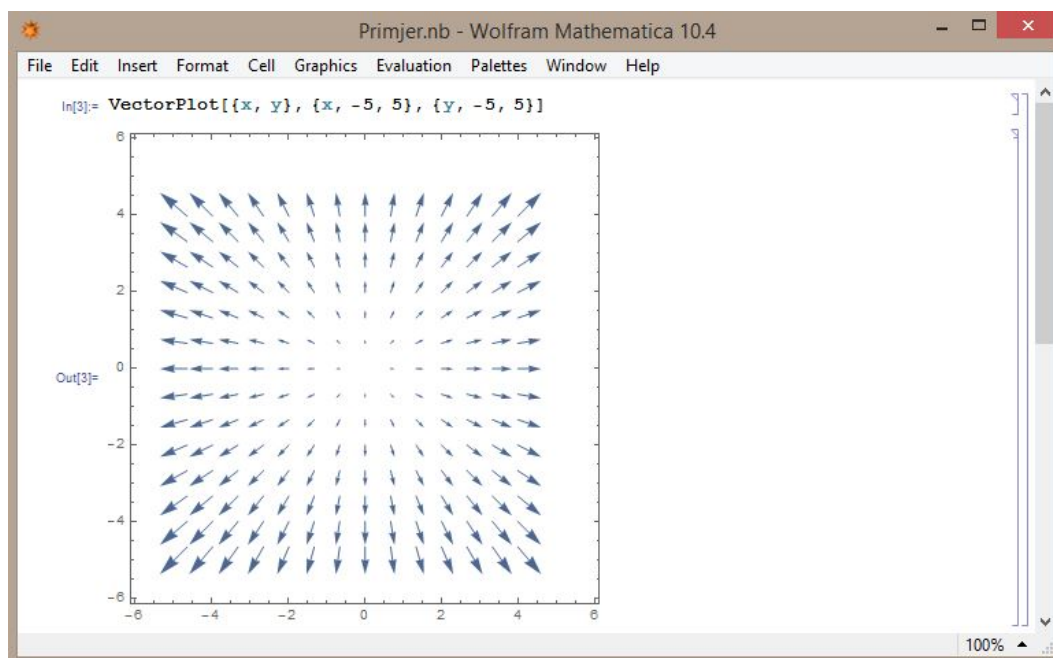 Primjer.nb - Wolfram Mathematica 10.4
File Edit Insert Format Cell Graphics Evaluation Palettes Window Help
In[3]:= VectorPlot[{x, y}, {x, -5, 5}, {y, -5, 5}]
6
4
2
Out[3]=
0
-2
-4
-6
-6 -4 -2 0 2 4 6
100%